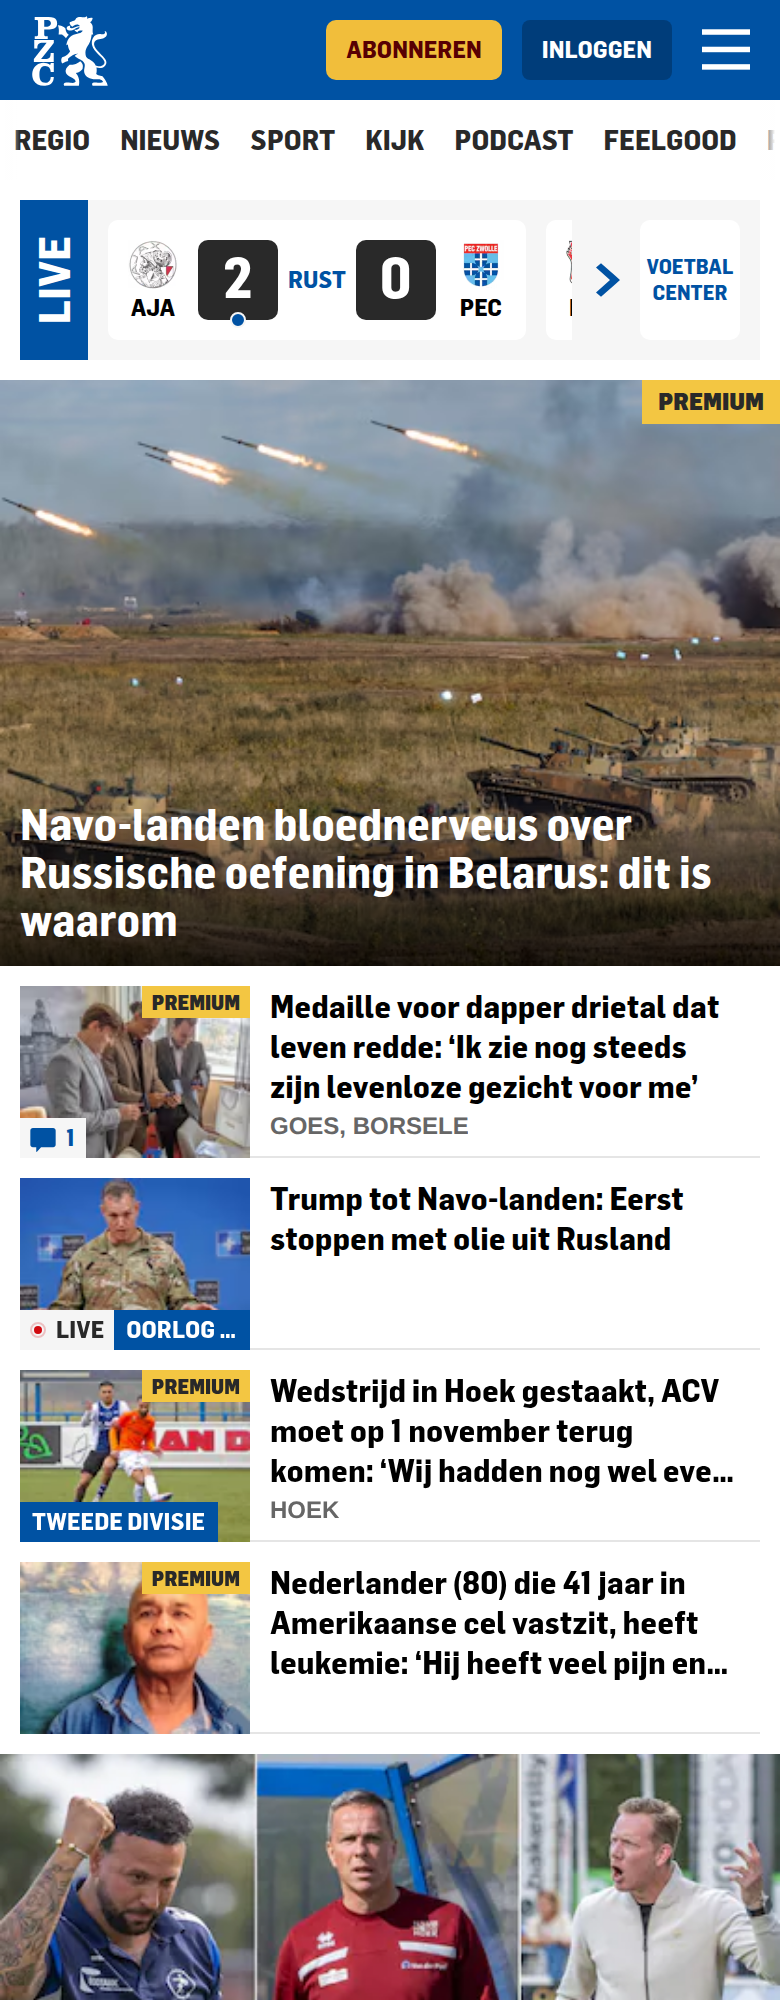 PZC
ABONNEREN
INLOGGEN
REGIO NIEUWS SPORT KIJK PODCAST FEELGOOD
LIVE
AJA
2
RUST
0
PEC ZWOLLE
PEC
VOETBAL
CENTER
PREMIUM
Navo-landen bloednerveus over
Russische oefening in Belarus: dit is
waarom
PREMIUM
1
Medaille voor dapper drietal dat
leven redde: ‘Ik zie nog steeds
zijn levenloze gezicht voor me’
GOES, BORSELE
LIVE
OORLOG ...
Trump tot Navo-landen: Eerst
stoppen met olie uit Rusland
PREMIUM
AN D
TWEEDE DIVISIE
Wedstrijd in Hoek gestaakt, ACV
moet op 1 november terug
komen: ‘Wij hadden nog wel eve...
HOEK
PREMIUM
Nederlander (80) die 41 jaar in
Amerikaanse cel vastzit, heeft
leukemie: ‘Hij heeft veel pijn en...